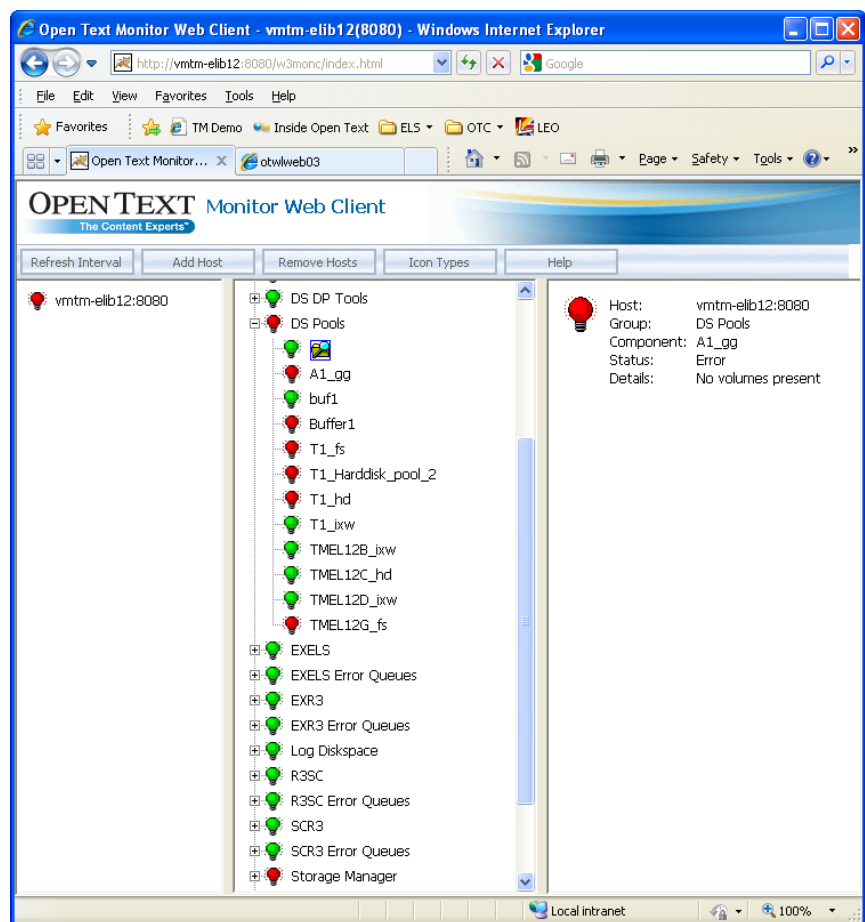 Open Text Monitor Web Client - vmtm-elib12(8080) - Windows Internet Explorer
http://vmtm-elib12:8080/w3monc/index.html Google
File Edit View Favorites Tools Help
Favorites TM Demo Inside Open Text ELS OTC LEO
Open Text Monitor... X otwlweb03 Page Safety Tools »
OPEN TEXT Monitor Web Client
The Content Experts™
Refresh Interval Add Host Remove Hosts Icon Types Help
vmtm-elib12:8080
DS DP Tools
DS Pools
A1_gg
buf1
Buffer1
T1_fs
T1_Harddisk_pool_2
T1_hd
T1_ixw
TMEL12B_ixw
TMEL12C_hd
TMEL12D_ixw
TMEL12G_fs
EXELS
EXELS Error Queues
EXR3
EXR3 Error Queues
Log Diskspace
R3SC
R3SC Error Queues
SCR3
SCR3 Error Queues
Storage Manager
Host: vmtm-elib12:8080
Group: DS Pools
Component: A1_gg
Status: Error
Details: No volumes present
Local intranet 100%